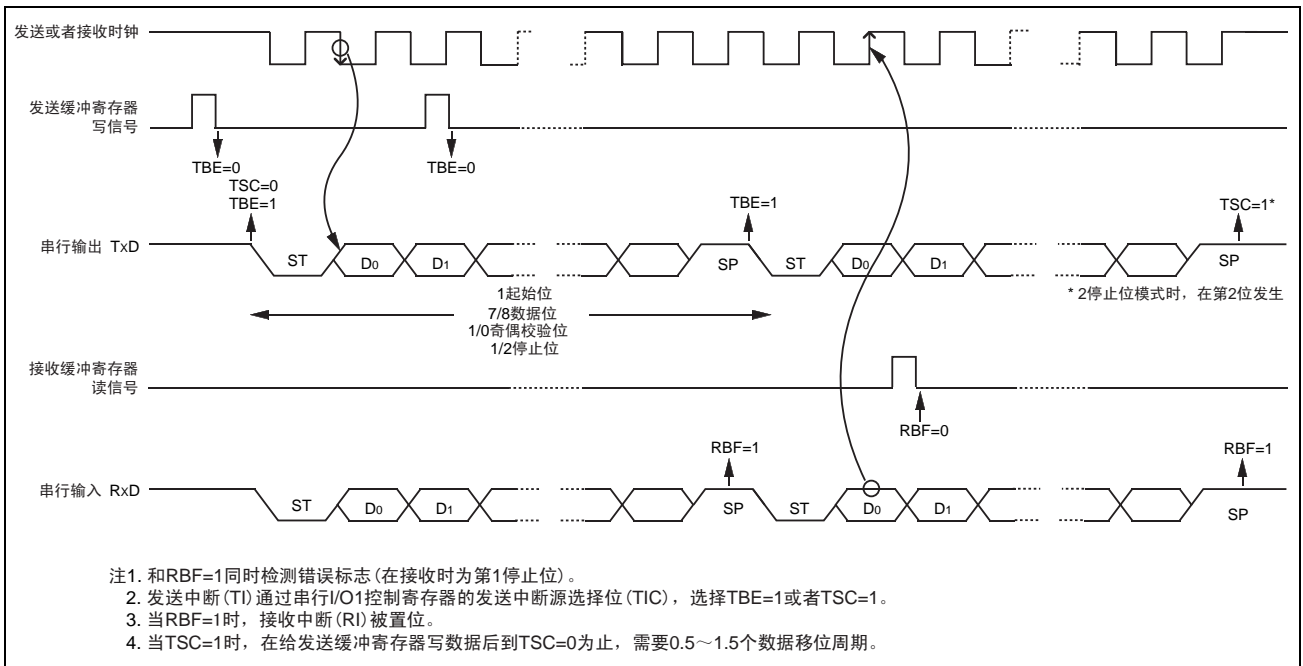 发送或者接收时钟
发送缓冲寄存器
写信号
TBE=0
TBE=0
TSC=0
TBE=1
TBE=1
TSC=1*
串行输出 TxD
ST
D0
D1
SP
ST
D0
D1
SP
* 2停止位模式时，在第2位发生
1起始位
7/8数据位
1/0奇偶校验位
1/2停止位
接收缓冲寄存器
读信号
RBF=0
RBF=1
RBF=1
串行输入 RxD
ST
D0
D1
SP
ST
D0
D1
SP
注1. 和RBF=1同时检测错误标志(在接收时为第1停止位)。
2. 发送中断(TI)通过串行I/O1控制寄存器的发送中断源选择位(TIC)，选择TBE=1或者TSC=1。
3. 当RBF=1时，接收中断(RI)被置位。
4. 当TSC=1时，在给发送缓冲寄存器写数据后到TSC=0为止，需要0.5～1.5个数据移位周期。